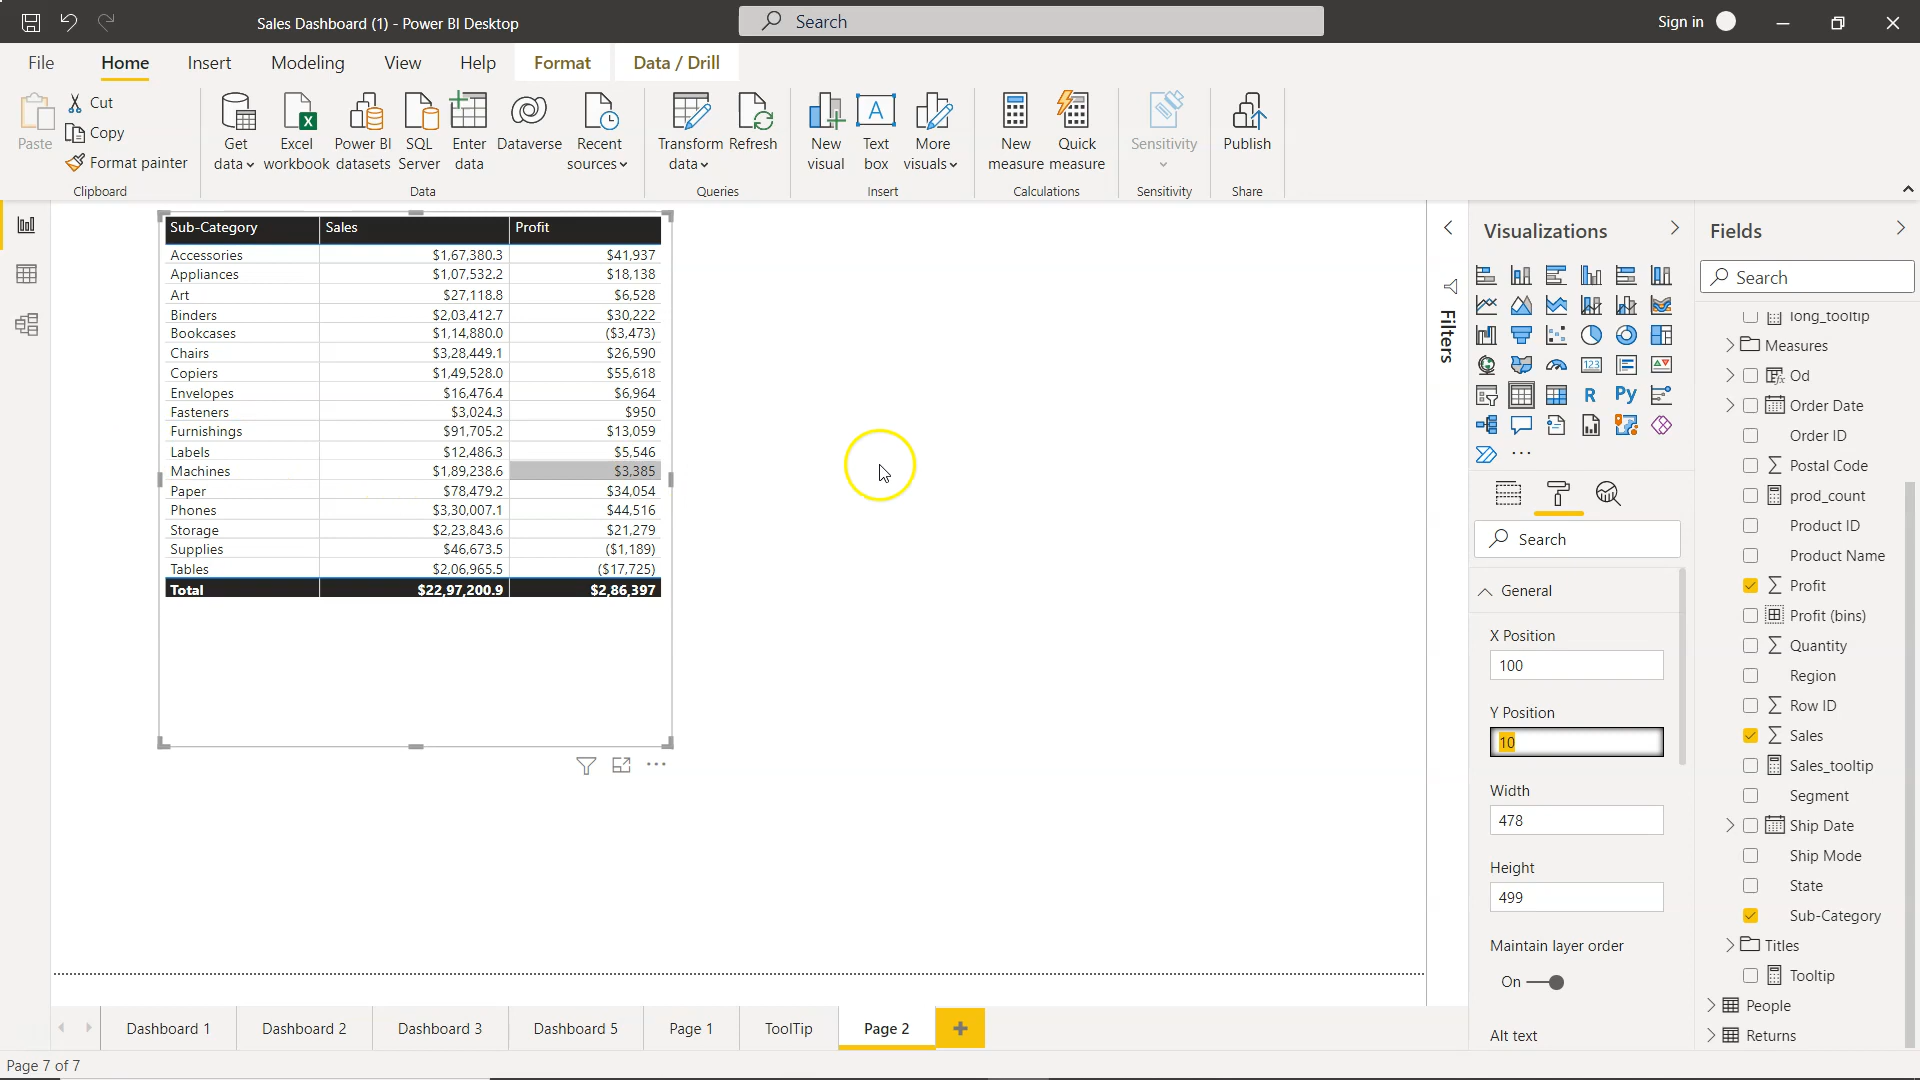 Sales Dashboard (1) - Power BI Desktop
Search
Sign in
File Home Insert Modeling View Help Format Data / Drill
Paste
Cut
Copy
Format painter
Clipboard
Get data
Excel workbook
Power BI datasets
SQL Server
Enter data
Dataverse
Recent sources
Data
Transform data
Refresh
Queries
New visual
Text box
More visuals
Insert
New measure
Quick measure
Calculations
Sensitivity
Sensitivity
Publish
Share
Sub-Category Sales Profit
Accessories $1,67,380.3 $41,937
Appliances $1,07,532.2 $18,138
Art $27,118.8 $6,528
Binders $2,03,412.7 $30,222
Bookcases $1,14,880.0 ($3,473)
Chairs $3,28,449.1 $26,590
Copiers $1,49,528.0 $55,618
Envelopes $16,476.4 $6,964
Fasteners $3,024.3 $950
Furnishings $91,705.2 $13,059
Labels $12,486.3 $5,546
Machines $1,89,238.6 $3,385
Paper $78,479.2 $34,054
Phones $3,30,007.1 $44,516
Storage $2,23,843.6 $21,279
Supplies $46,673.5 ($1,189)
Tables $2,06,965.5 ($17,725)
Total $22,97,200.9 $2,86,397
Filters
Visualizations
123
R
Py
Search
General
X Position
100
Y Position
10
Width
478
Height
499
Maintain layer order
On
Alt text
Fields
Search
long_tooltip
Measures
Od
Order Date
Order ID
Postal Code
prod_count
Product ID
Product Name
Profit
Profit (bins)
Quantity
Region
Row ID
Sales
Sales_tooltip
Segment
Ship Date
Ship Mode
State
Sub-Category
Titles
Tooltip
People
Returns
Dashboard 1 Dashboard 2 Dashboard 3 Dashboard 5 Page 1 ToolTip Page 2
Page 7 of 7